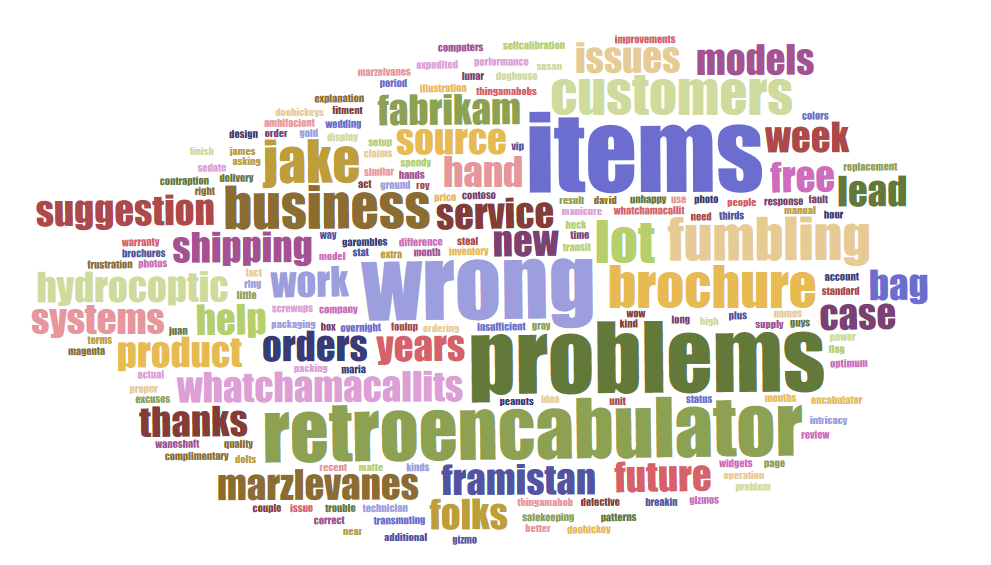 improvements
computers selfcalibration
issues models
marzelvanes expedited performance susan
period lunar doghouse customers
explanation illustration thingamabobs
doohickeys fitment fabrikam
ambifacient wedding items colors
design order gold display setup source vip week
finish james asking jake claims hand
sedate similar spendy free replacement
contraption delivery act ground hands roy lead
right business price contoso result david unhappy use photo people response fault
suggestion service manicure whatchamacallit need thirds manual hour
shipping way heck time lot fumbling
warranty garombles difference steal new transit
brochures model stat extra month inventory
frustration photos wrong
hydrocoptic ring work brochure account bag
little standard
systems help screwups company wow long high plus names case
juan packaging box overnight foulup ordering insufficient gray kind supply guys
terms product orders years problems power
magenta flag
packing maria optimum
actual whatchamacallits
proper
excuses peanuts idea unit status months encabulator
thanks retroencabulator intricacy
waneshaft quality review
complimentary dolts
recent matte kinds widgets page
marzlevanes framistan future operation
problem
couple issue trouble technician thingamabob defective breakin gizmos
correct transmuting folks safekeeping patterns
near better doohickey
additional gizmo